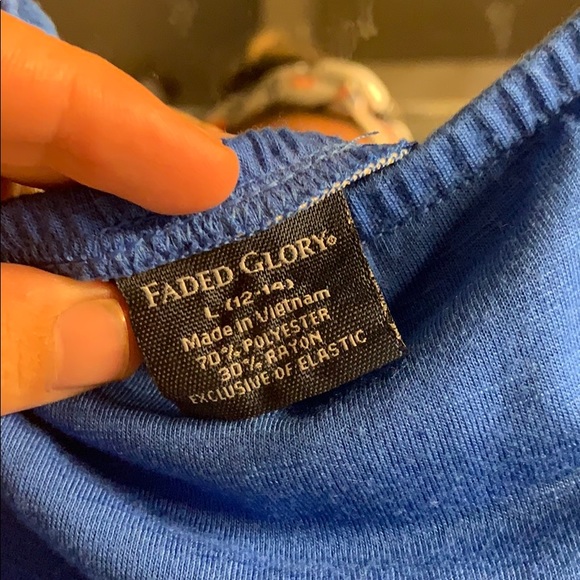 FADED GLORY®
L (12-14)
Made in Vietnam
70% POLYESTER
30% RAYON
EXCLUSIVE OF ELASTIC